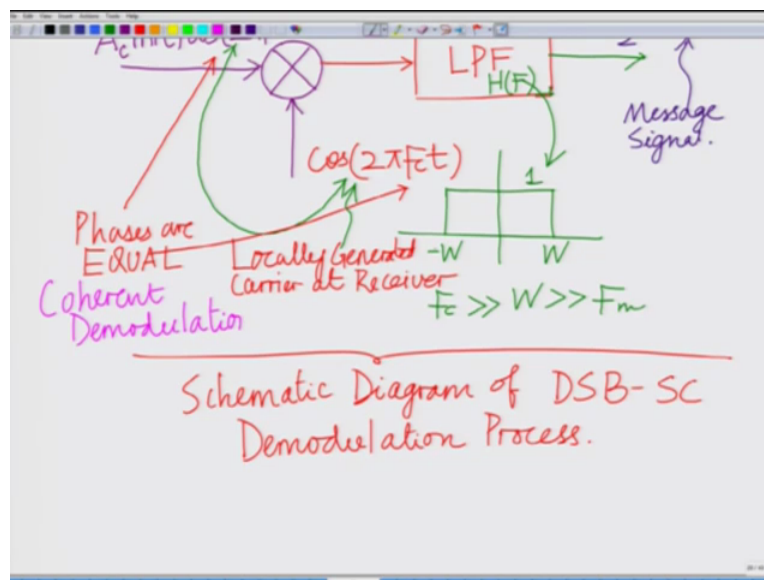 LPF
H(F)
2
Message
Signal.
cos(2πFct)
1
-W W
Phases are
EQUAL
Locally Generated
Carrier at Receiver
Coherent
Demodulation
Fc >> W >> Fm
Schematic Diagram of DSB-SC
Demodulation Process.